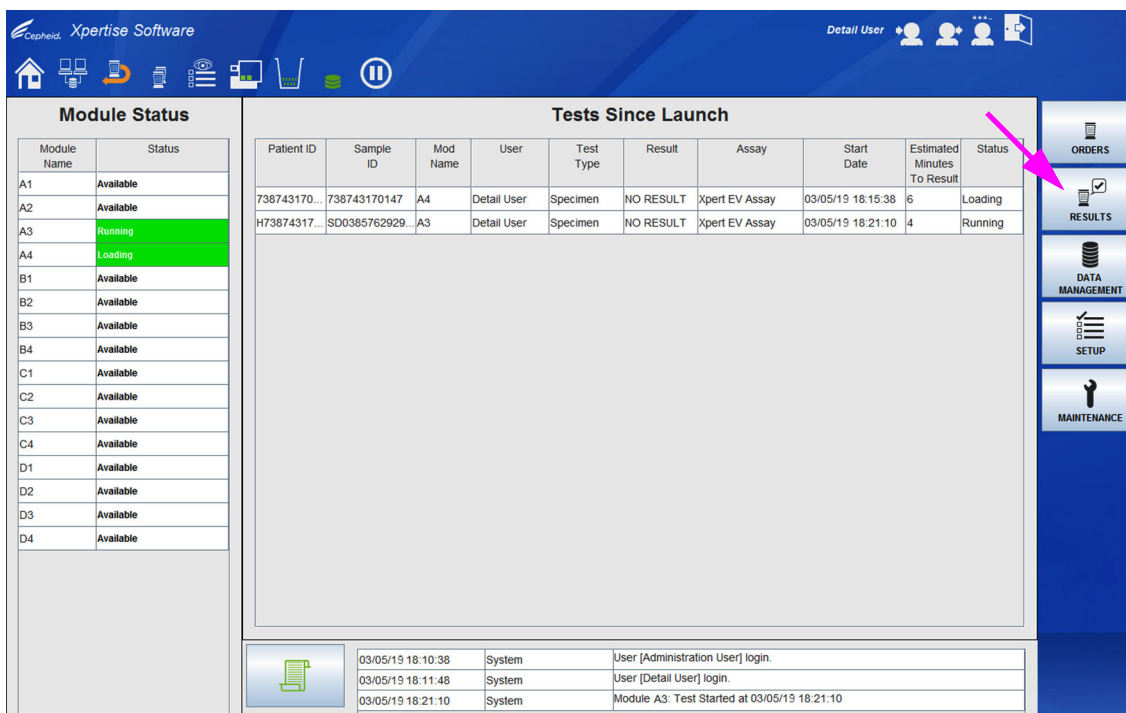 Cepheid. Xpertise Software
Detail User
Module Status
Module Name Status
A1 Available
A2 Available
A3 Running
A4 Loading
B1 Available
B2 Available
B3 Available
B4 Available
C1 Available
C2 Available
C3 Available
C4 Available
D1 Available
D2 Available
D3 Available
D4 Available
Tests Since Launch
Patient ID Sample ID Mod Name User Test Type Result Assay Start Date Estimated Minutes To Result Status
738743170... 738743170147 A4 Detail User Specimen NO RESULT Xpert EV Assay 03/05/19 18:15:38 6 Loading
H73874317... SD0385762929... A3 Detail User Specimen NO RESULT Xpert EV Assay 03/05/19 18:21:10 4 Running
ORDERS
RESULTS
DATA
MANAGEMENT
SETUP
MAINTENANCE
03/05/19 18:10:38 System User [Administration User] login.
03/05/19 18:11:48 System User [Detail User] login.
03/05/19 18:21:10 System Module A3: Test Started at 03/05/19 18:21:10